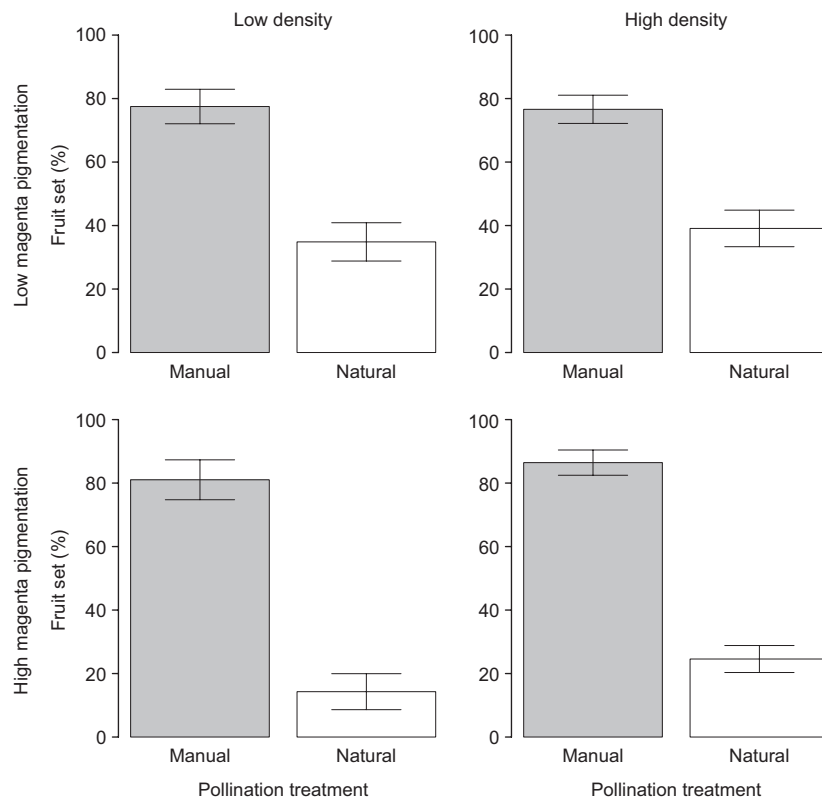 Low density
High density
Low magenta pigmentation
Fruit set (%)
100
80
60
40
20
0
Manual
Natural
100
80
60
40
20
0
Manual
Natural
High magenta pigmentation
Fruit set (%)
100
80
60
40
20
0
Manual
Natural
Pollination treatment
100
80
60
40
20
0
Manual
Natural
Pollination treatment